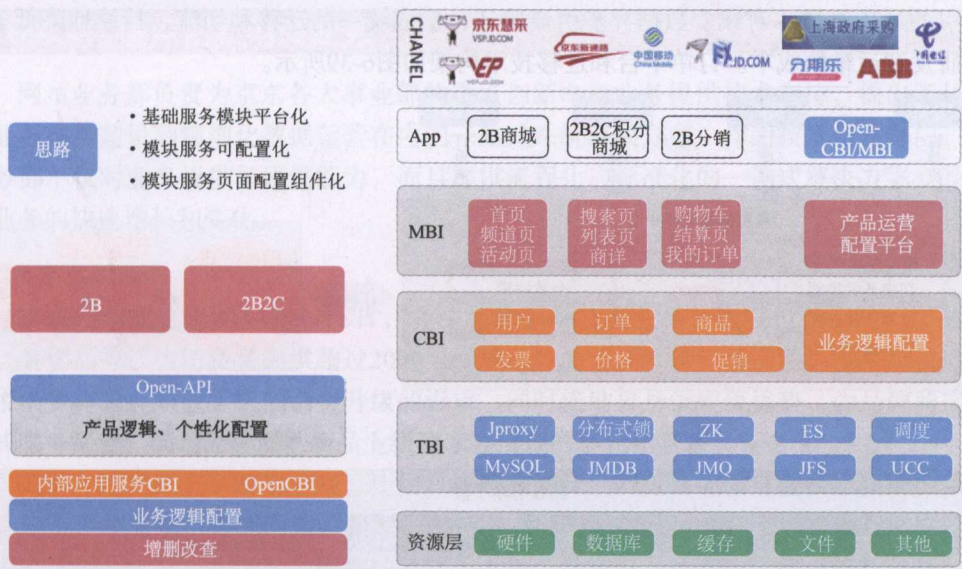 思路
• 基础服务模块平台化
• 模块服务可配置化
• 模块服务页面配置组件化
2B
2B2C
Open-API
产品逻辑、个性化配置
内部应用服务CBI
OpenCBI
业务逻辑配置
增删改查
CHANEEL
京东慧采
VSP.JD.COM
VEP
VEP.JD.COM
京东新通路
中国移动
China Mobile
FX.JD.COM
上海政府采购
分期乐
ABB
中国电信
App
2B商城
2B2C积分
商城
2B分销
Open-
CBI/MBI
MBI
首页
频道页
活动页
搜索页
列表页
商详
购物车
结算页
我的订单
产品运营
配置平台
CBI
用户
订单
商品
发票
价格
促销
业务逻辑配置
TBI
Jproxy
分布式锁
ZK
ES
调度
MySQL
JMDB
JMQ
JFS
UCC
资源层
硬件
数据库
缓存
文件
其他